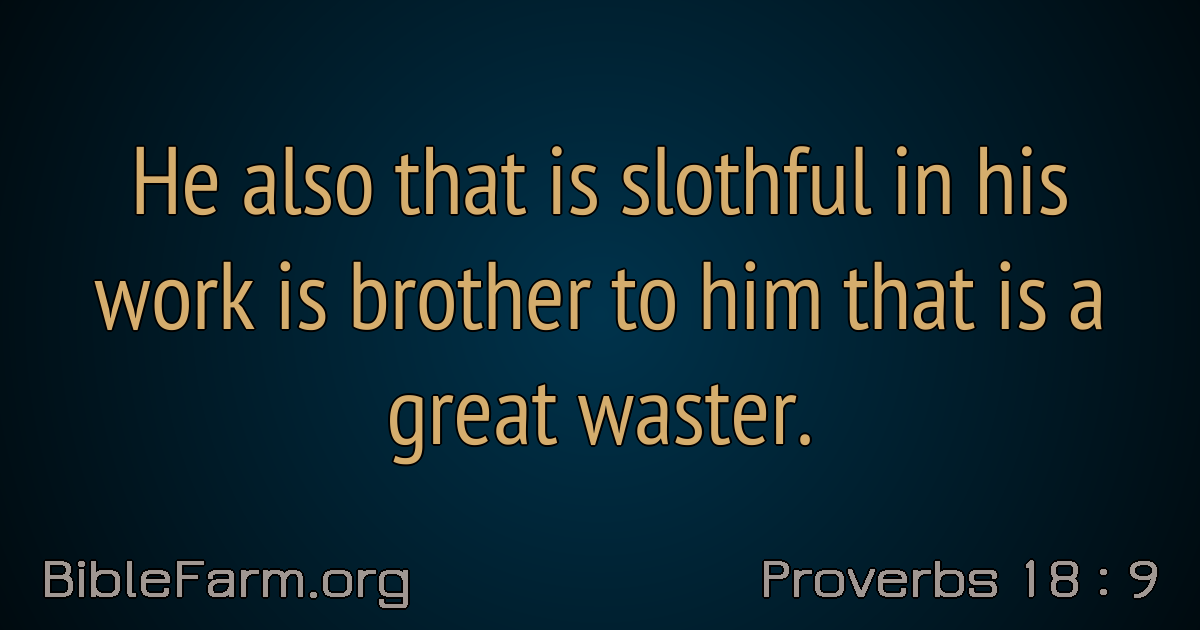 He also that is slothful in his
work is brother to him that is a
great waster.
BibleFarm.org
Proverbs 18 : 9